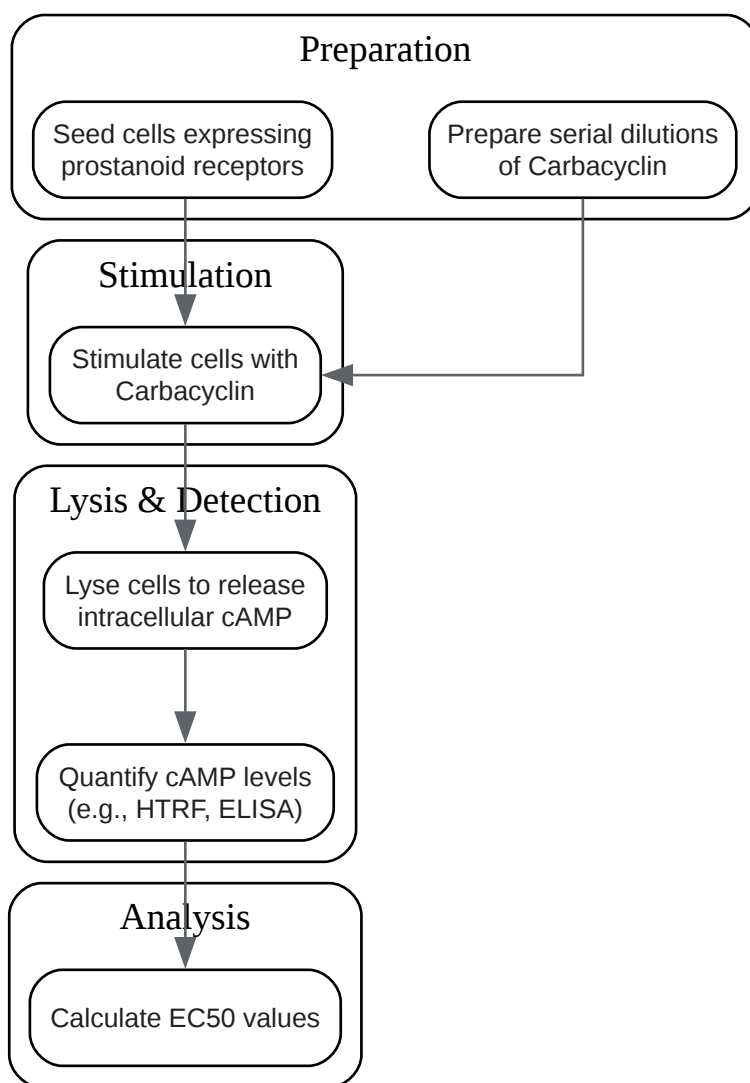 Preparation
Seed cells expressing
prostanoid receptors
Prepare serial dilutions
of Carbacyclin
Stimulation
Stimulate cells with
Carbacyclin
Lysis & Detection
Lyse cells to release
intracellular cAMP
Quantify cAMP levels
(e.g., HTRF, ELISA)
Analysis
Calculate EC50 values